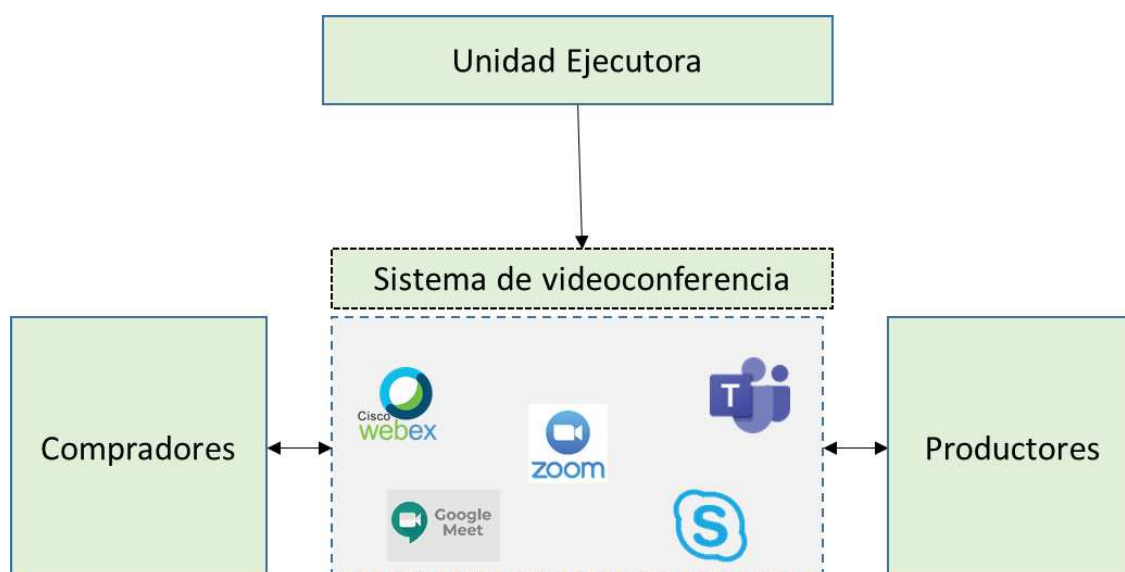 Unidad Ejecutora
Sistema de videoconferencia
Compradores
Cisco
webex
T
zoom
Google
Meet
S
Productores